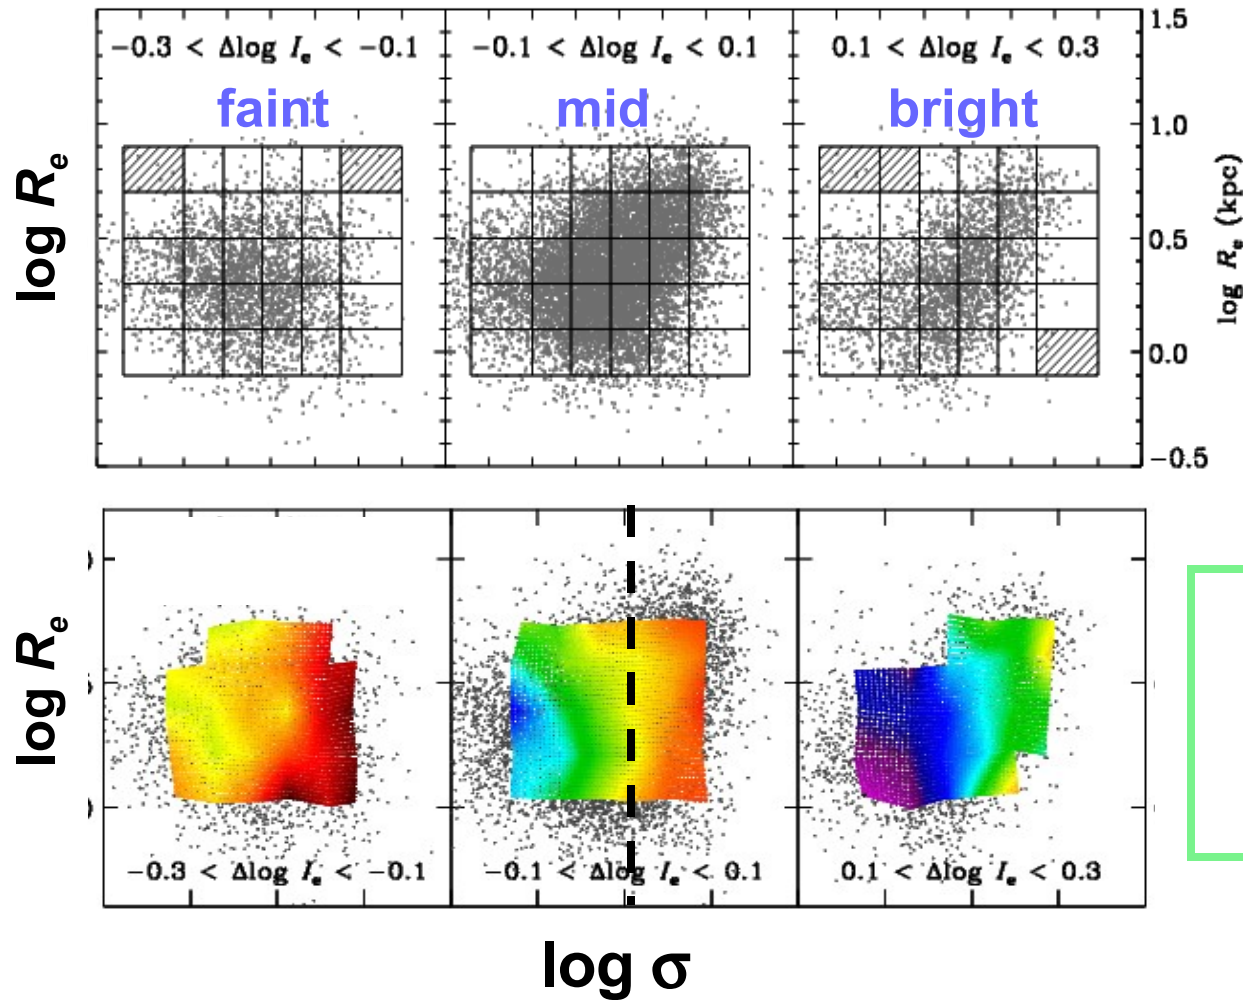 −0.3 < Δlog Ie < −0.1
−0.1 < Δlog Ie < 0.1
0.1 < Δlog Ie < 0.3
faint
mid
bright
1.5
1.0
0.5
0.0
−0.5
log Re (kpc)
log Re
log Re
−0.3 < Δlog Ie < −0.1
−0.1 < Δlog Ie < 0.1
0.1 < Δlog Ie < 0.3
log σ